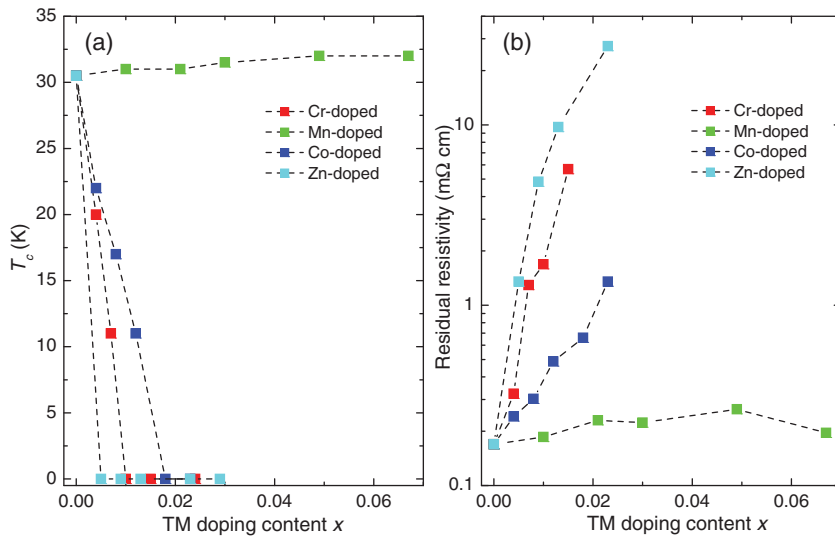 (a)
35
30
25
20
15
10
5
0
T_c (K)
Cr-doped
Mn-doped
Co-doped
Zn-doped
0.00
0.02
0.04
0.06
TM doping content x
(b)
10
1
0.1
Residual resistivity (mΩ cm)
Cr-doped
Mn-doped
Co-doped
Zn-doped
0.00
0.02
0.04
0.06
TM doping content x